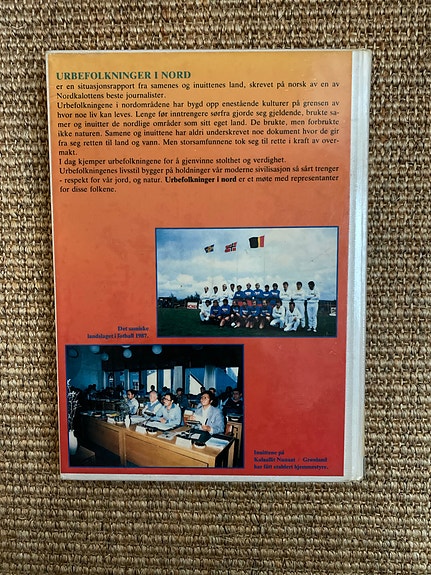 URBEFOLKNINGER I NORD
er en situasjonsrapport fra samenes og inuittenes land, skrevet på norsk av en av
Nordkalottens beste journalister.
Urbefolkningene i nordområdene har bygd opp enestående kulturer på grensen av
hvor noe liv kan leves. Lenge før inntrengere sørfra gjorde seg gjeldende, brukte sa-
mer og inuitter de nordlige områder som sitt eget land. De brukte, men forbrukte
ikke naturen. Samene og inuittene har aldri underskrevet noe dokument hvor de gir
fra seg retten til land og vann. Men storsamfunnene tok seg til rette i kraft av over-
makt.
I dag kjemper urbefolkningene for å gjenvinne stolthet og verdighet.
Urbefolkningenes livsstil bygger på holdninger vår moderne sivilisasjon så sårt trenger
- respekt for vår jord, og natur. Urbefolkninger i nord er et møte med representanter
for disse folkene.
Det samiske
landslaget i fotball 1987.
Inuittene på
Kalaallit Nunaat - Grønland
har fått etablert hjemmestyre.